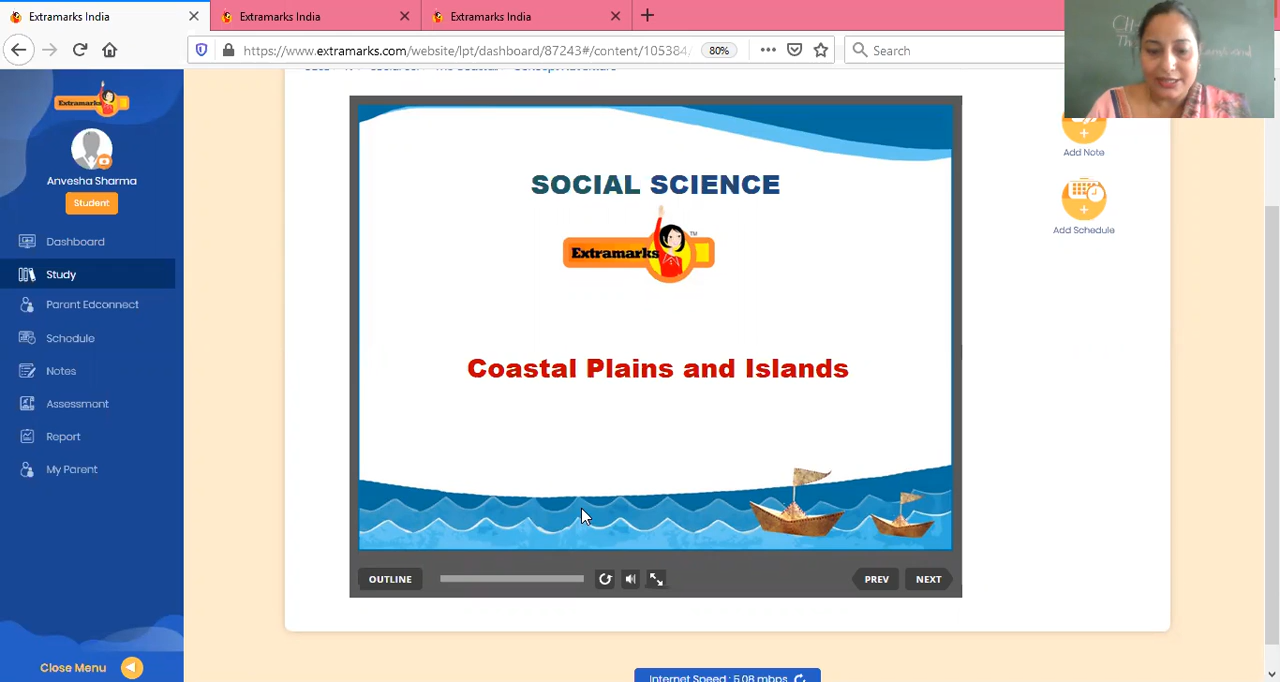 Extramarks India
Extramarks India
Extramarks India
https://www.extramarks.com/website/lpt/dashboard/87243#/content/105384,
80%
Search
Extramarks
Anvesha Sharma
Student
Dashboard
Study
Parent Edconnect
Schedule
Notes
Assessment
Report
My Parent
Close Menu
SOCIAL SCIENCE
Extramarks
TM
Coastal Plains and Islands
OUTLINE
PREV
NEXT
Add Note
Add Schedule
Internet Speed : 5.08 mbps